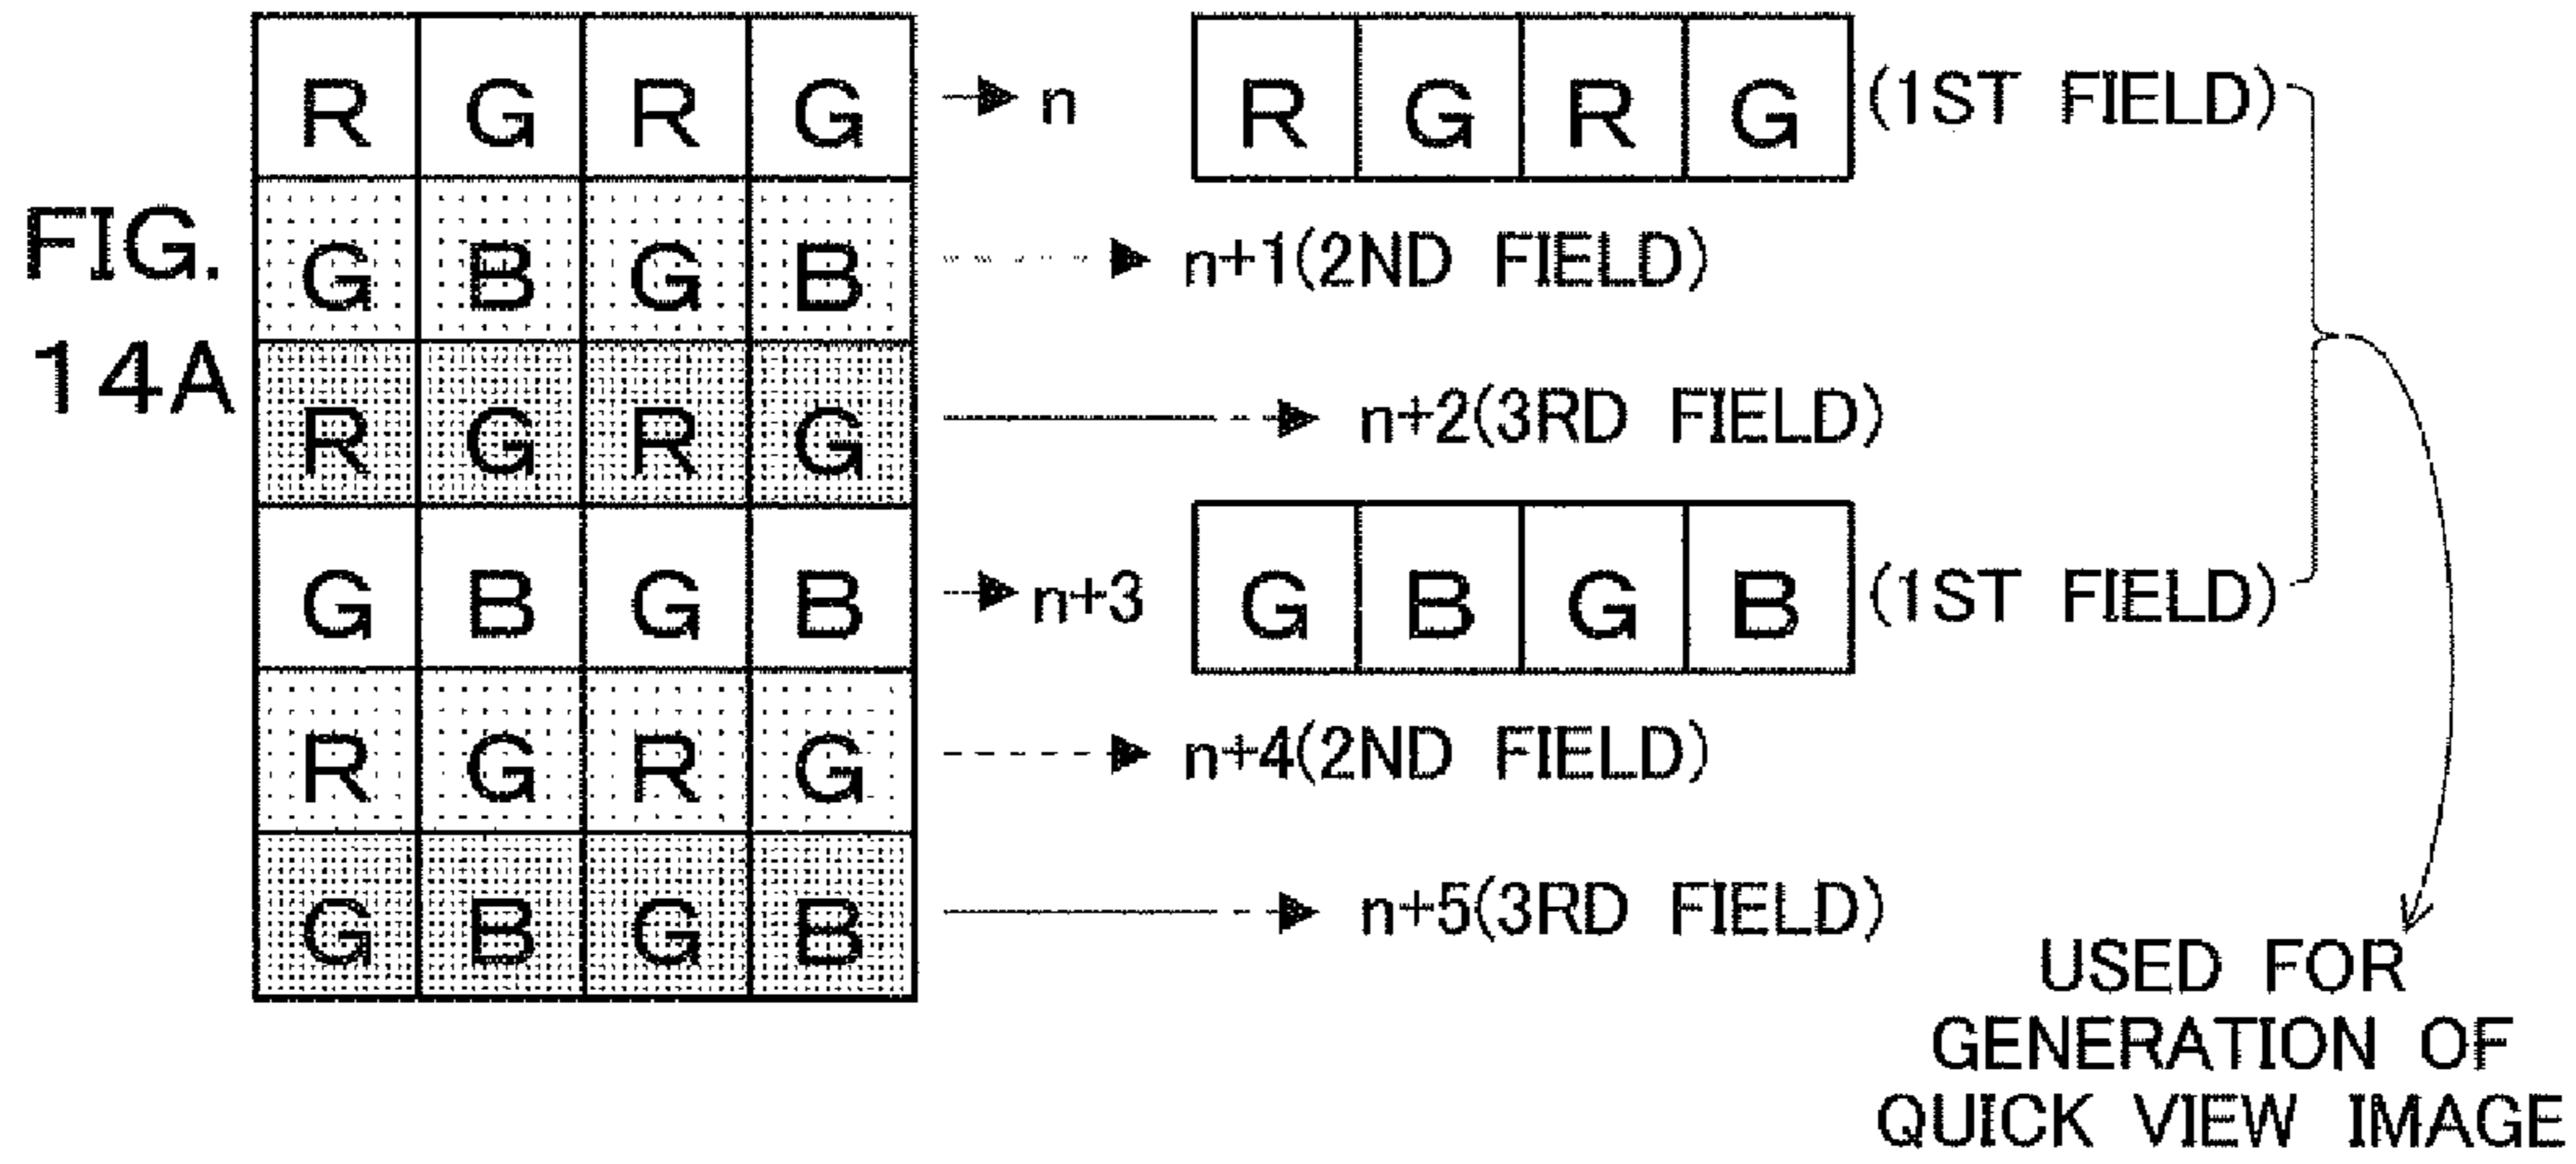 FIG.
14A
R G R G n R G R G (1ST FIELD)
G B G B n+1(2ND FIELD)
R G R G n+2(3RD FIELD)
G B G B n+3 G B G B (1ST FIELD)
R G R G n+4(2ND FIELD)
G B G B n+5(3RD FIELD)
USED FOR
GENERATION OF
QUICK VIEW IMAGE